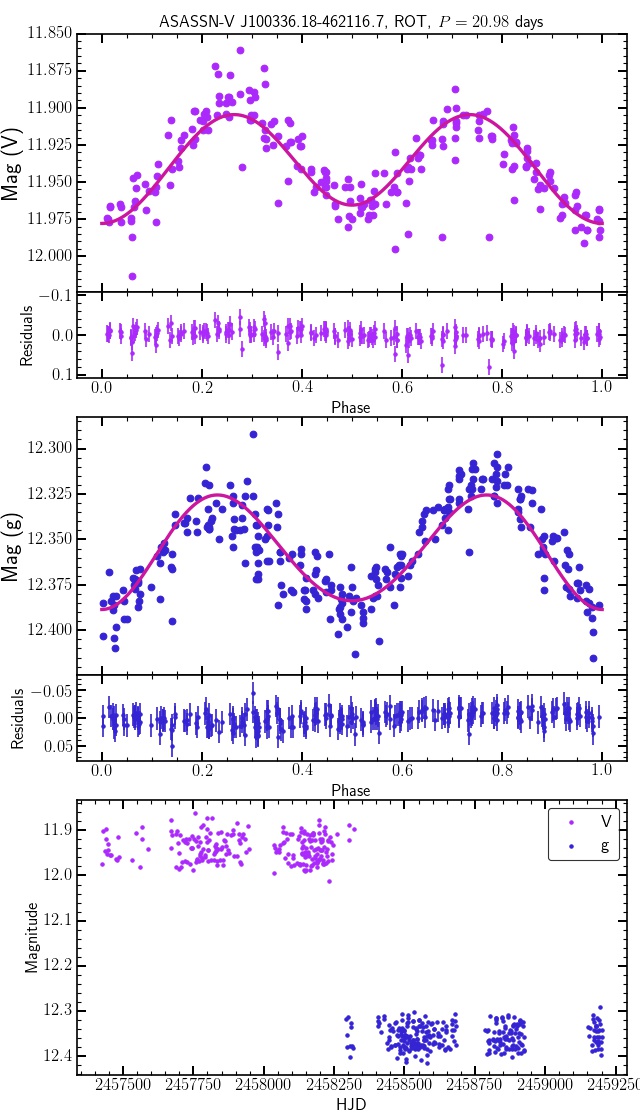 ASASSN-V J100336.18-462116.7, ROT, P = 20.98 days
11.850
11.875
11.900
11.925
11.950
11.975
12.000
Mag (V)
−0.1
0.0
0.1
Residuals
0.0 0.2 0.4 0.6 0.8 1.0
Phase
12.300
12.325
12.350
12.375
12.400
Mag (g)
−0.05
0.00
0.05
Residuals
0.0 0.2 0.4 0.6 0.8 1.0
Phase
V
g
11.9
12.0
12.1
12.2
12.3
12.4
Magnitude
2457500 2457750 2458000 2458250 2458500 2458750 2459000 245925
HJD